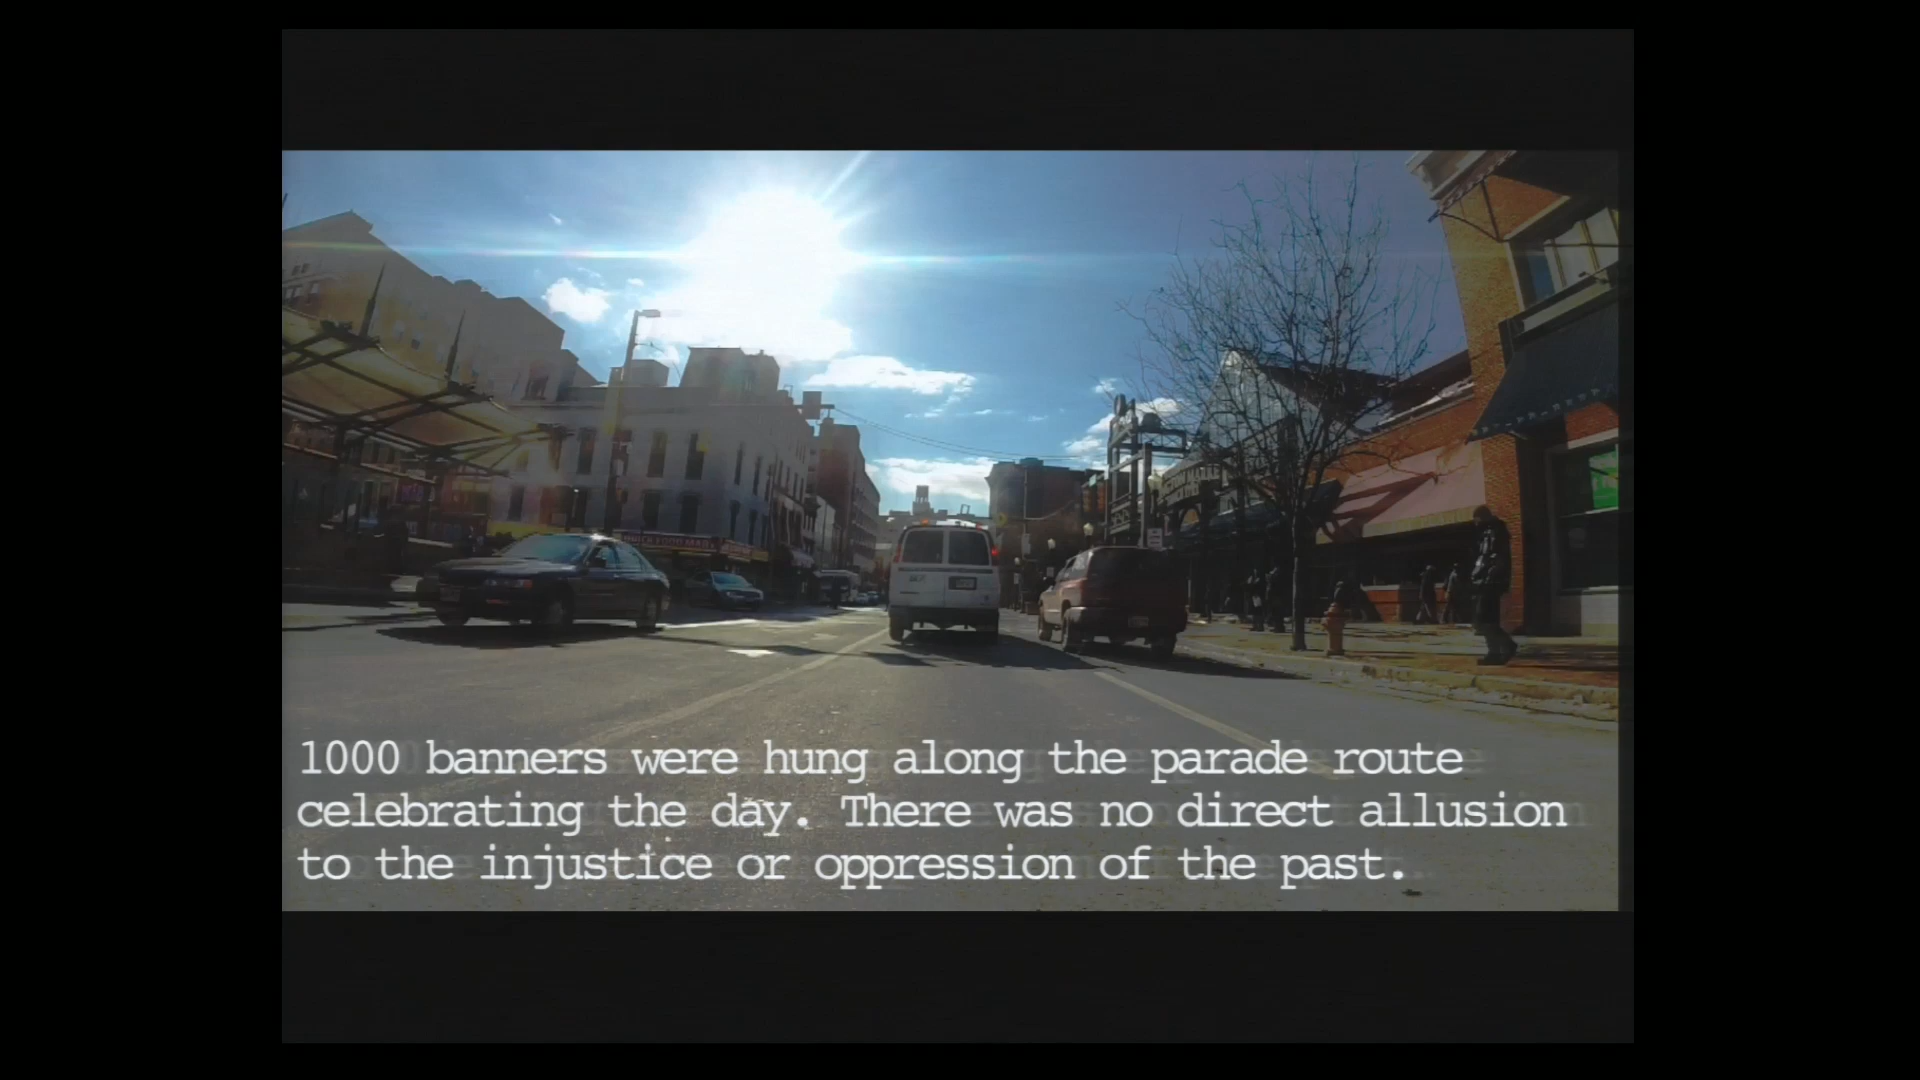 1000 banners were hung along the parade route
celebrating the day. There was no direct allusion
to the injustice or oppression of the past.